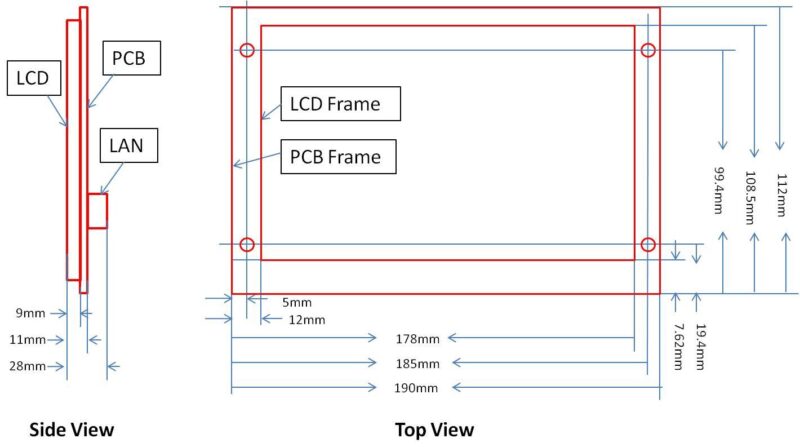 LCD
PCB
LAN
9mm
11mm
28mm
Side View
LCD Frame
PCB Frame
5mm
12mm
178mm
185mm
190mm
7.62mm
19.4mm
99.4mm
108.5mm
112mm
Top View